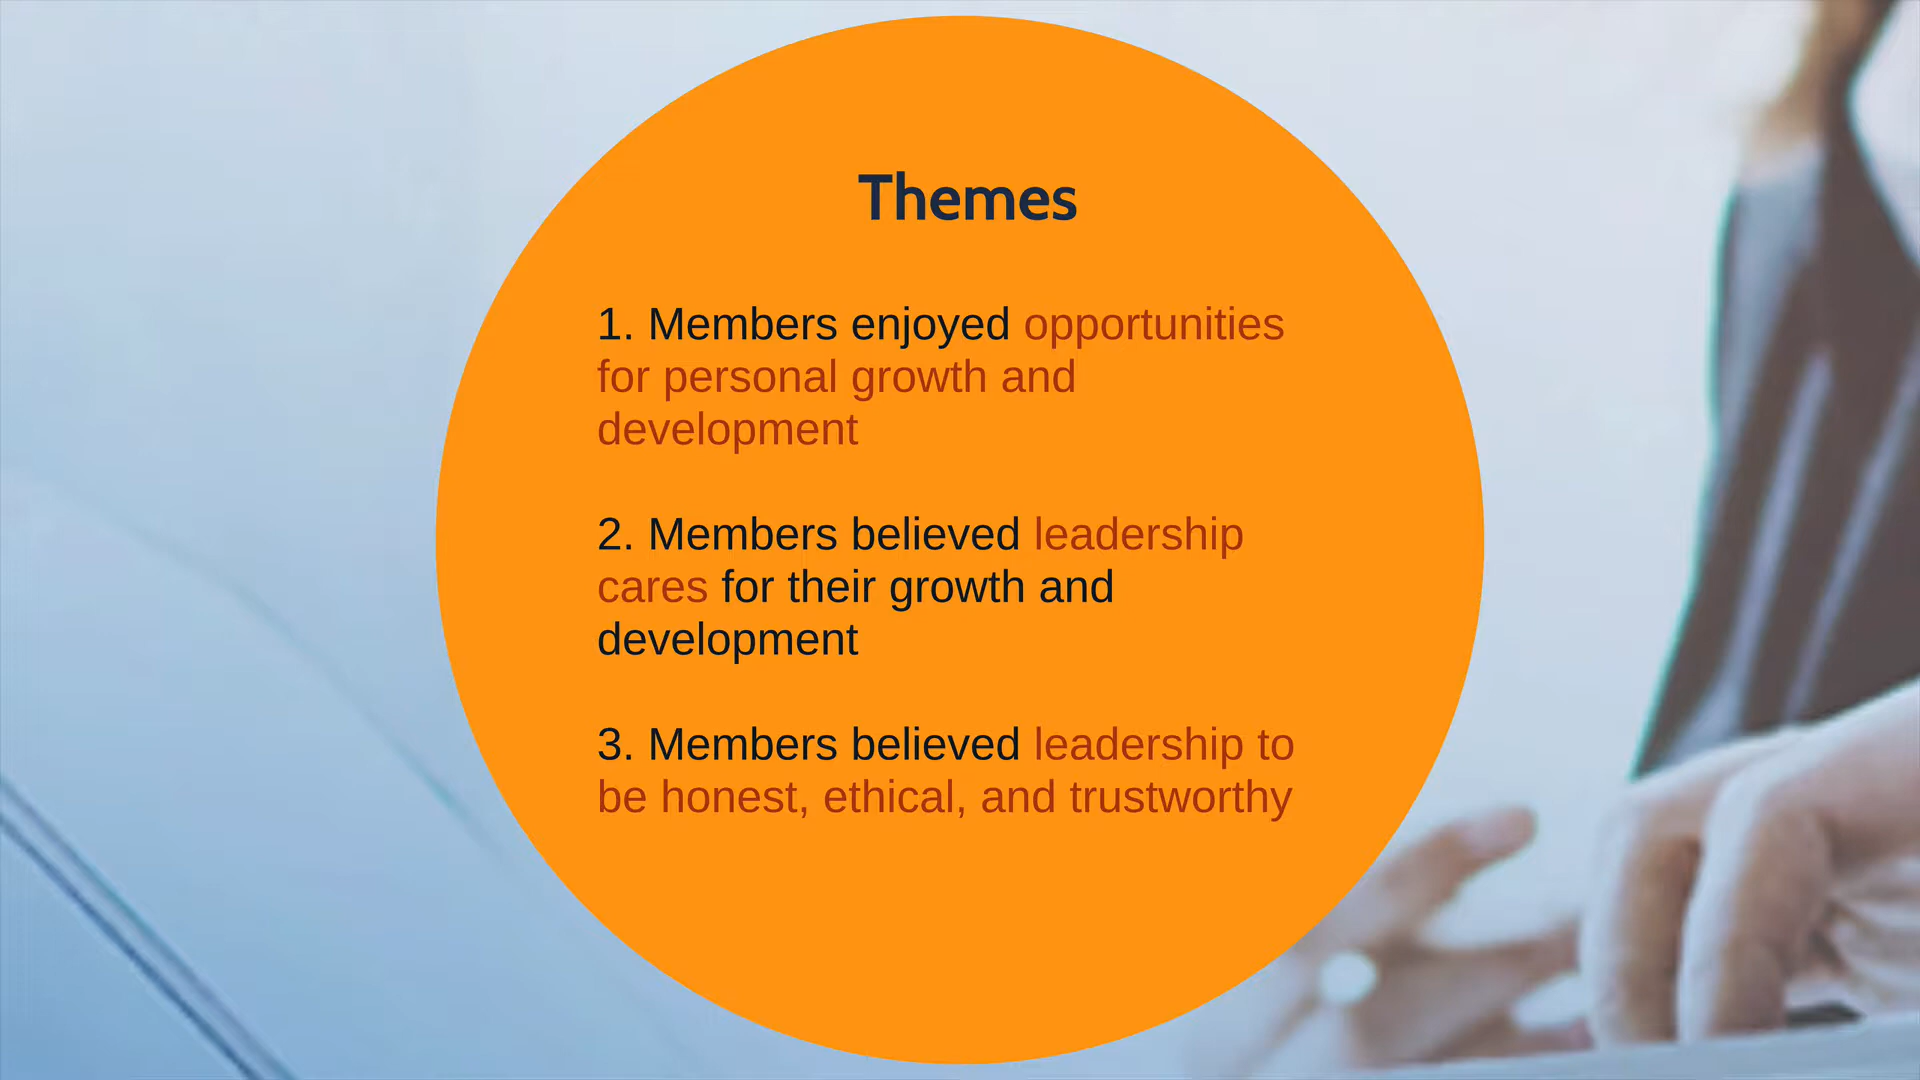 Themes
1. Members enjoyed opportunities
for personal growth and
development
2. Members believed leadership
cares for their growth and
development
3. Members believed leadership to
be honest, ethical, and trustworthy